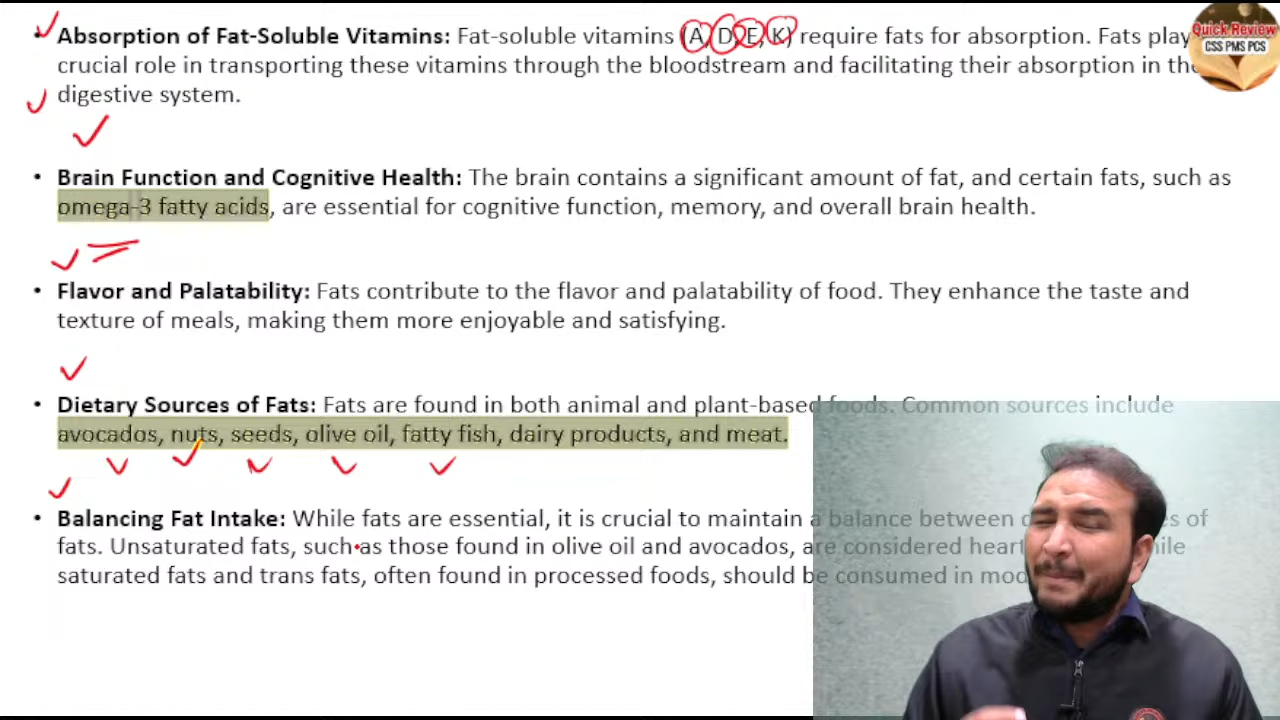 • Absorption of Fat-Soluble Vitamins: Fat-soluble vitamins (A, D, E, K) require fats for absorption. Fats play
crucial role in transporting these vitamins through the bloodstream and facilitating their absorption in the
digestive system.
• Brain Function and Cognitive Health: The brain contains a significant amount of fat, and certain fats, such as
omega-3 fatty acids, are essential for cognitive function, memory, and overall brain health.
• Flavor and Palatability: Fats contribute to the flavor and palatability of food. They enhance the taste and
texture of meals, making them more enjoyable and satisfying.
• Dietary Sources of Fats: Fats are found in both animal and plant-based foods. Common sources include
avocados, nuts, seeds, olive oil, fatty fish, dairy products, and meat.
• Balancing Fat Intake: While fats are essential, it is crucial to maintain a balance between of
fats. Unsaturated fats, such as those found in olive oil and avocados, are considered
saturated fats and trans fats, often found in processed foods, should be consumed in
Quick Review
CSS PMS PCS